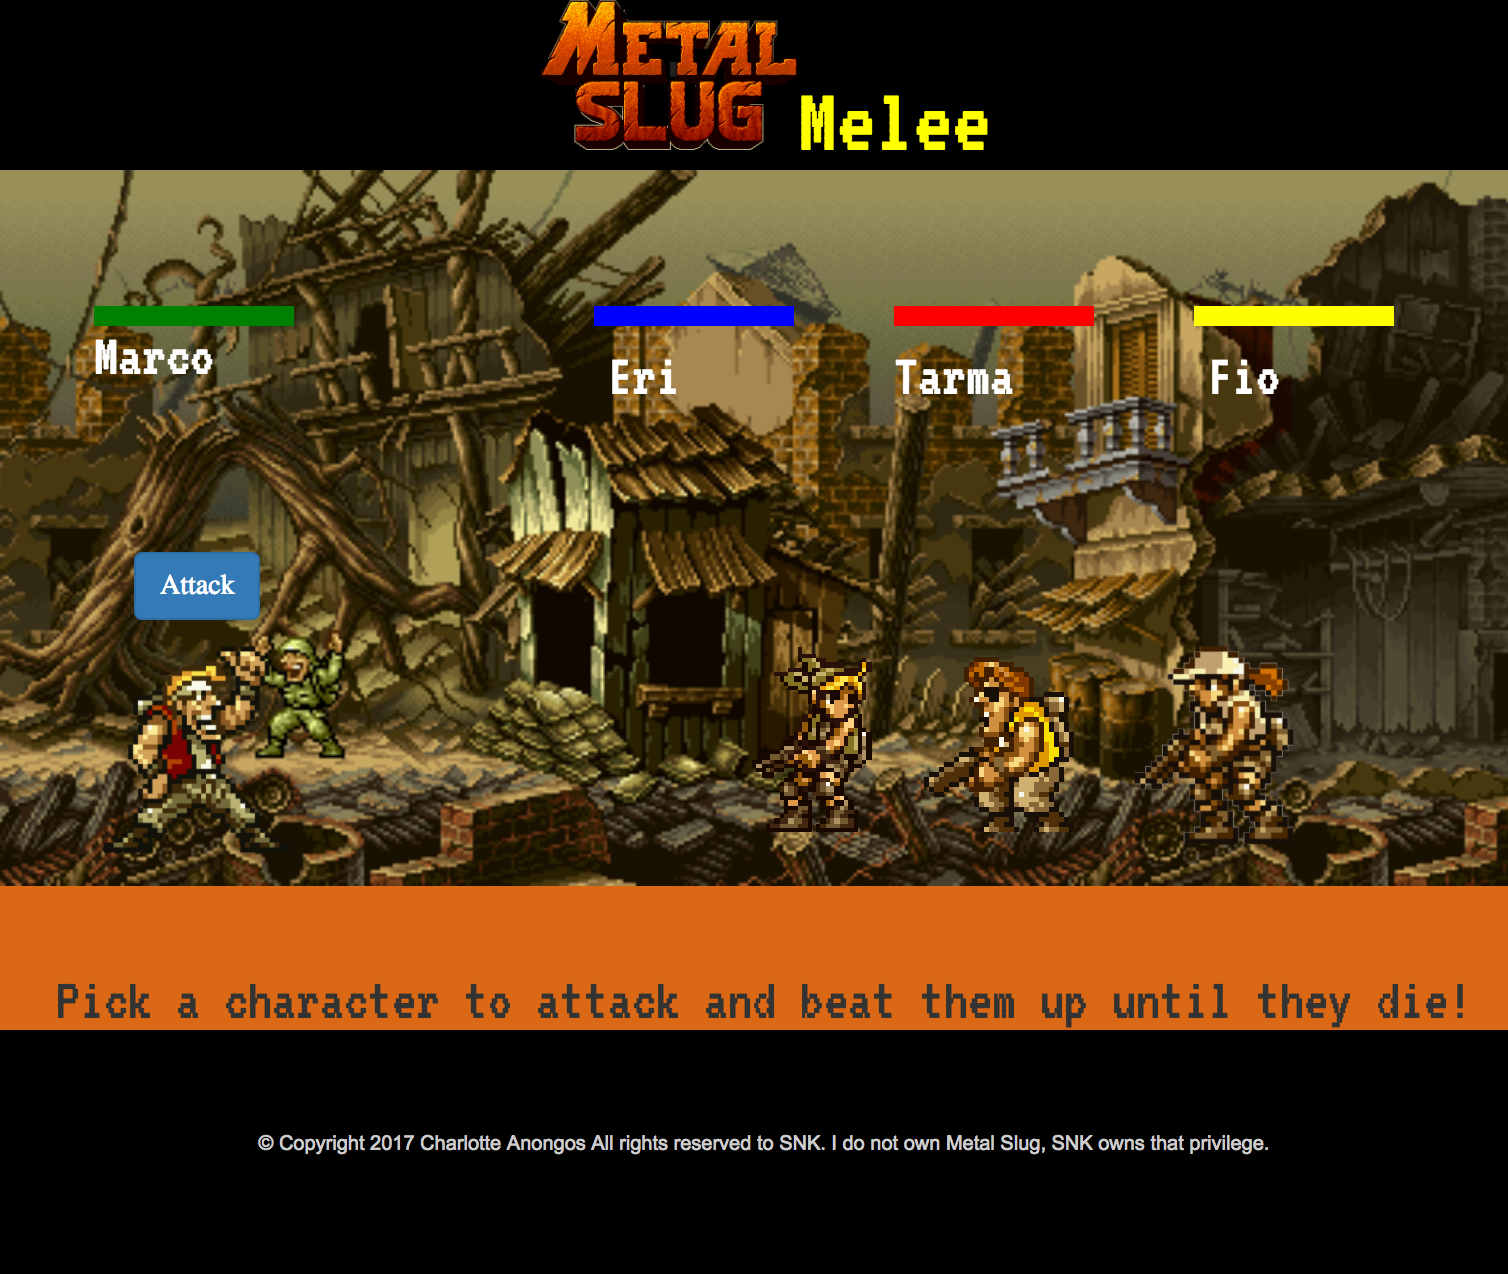 METAL
SLUG Melee
Marco
Eri
Tarma
Fio
Attack
Pick a character to attack and beat them up until they die!
© Copyright 2017 Charlotte Anongos All rights reserved to SNK. I do not own Metal Slug, SNK owns that privilege.